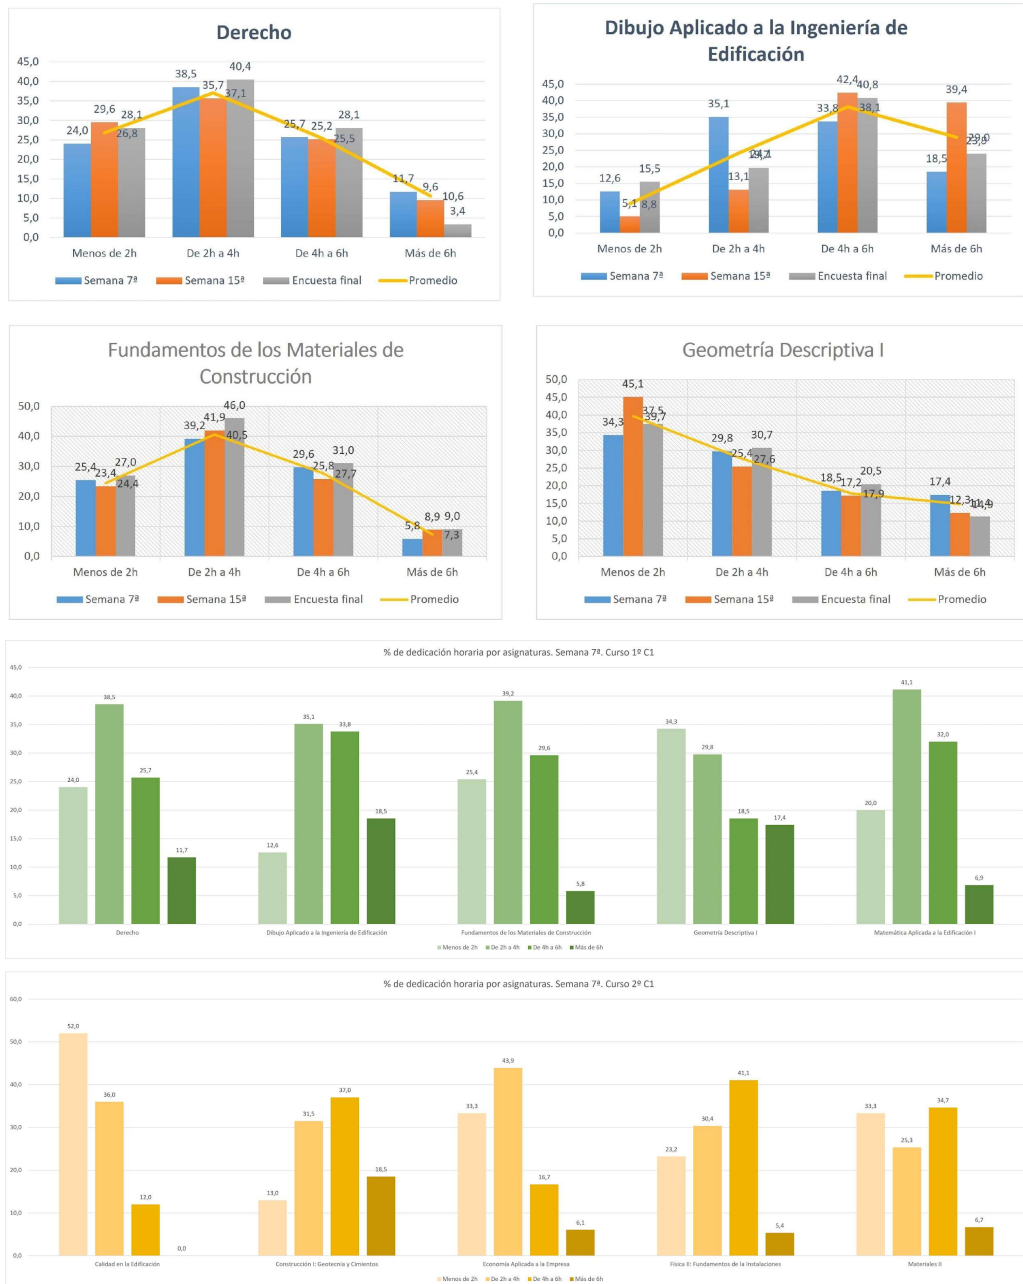 Derecho
45,0
40,0
35,0
30,0
25,0
20,0
15,0
10,0
5,0
0,0
24,0 29,6 28,1 26,8
38,5 35,7 40,4 37,1
25,7 25,2 28,1 25,5
11,7 9,6 3,4 10,6
Menos de 2h De 2h a 4h De 4h a 6h Más de 6h
Semana 7ª Semana 15ª Encuesta final Promedio
Dibujo Aplicado a la Ingeniería de
Edificación
45,0
40,0
35,0
30,0
25,0
20,0
15,0
10,0
5,0
0,0
12,6 5,1 15,5 8,8
35,1 13,1 24,1
33,8 42,4 40,8 38,1
18,5 39,4 23,9 29,0
Menos de 2h De 2h a 4h De 4h a 6h Más de 6h
Semana 7ª Semana 15ª Encuesta final Promedio
Fundamentos de los Materiales de
Construcción
50,0
40,0
30,0
20,0
10,0
0,0
25,4 23,4 27,0 24,4
39,2 41,9 46,0 40,5
29,6 25,8 31,0 27,7
5,8 8,9 9,0 7,3
Menos de 2h De 2h a 4h De 4h a 6h Más de 6h
Semana 7ª Semana 15ª Encuesta final Promedio
Geometría Descriptiva I
50,0
45,0
40,0
35,0
30,0
25,0
20,0
15,0
10,0
5,0
0,0
34,3 45,1 37,5 39,7
29,8 25,4 30,7 27,6
18,5 17,2 20,5 17,9
17,4 12,3 11,4 14,9
Menos de 2h De 2h a 4h De 4h a 6h Más de 6h
Semana 7ª Semana 15ª Encuesta final Promedio
% de dedicación horaria por asignaturas. Semana 7ª. Curso 1º C1
45,0
40,0
35,0
30,0
25,0
20,0
15,0
10,0
5,0
0,0
24,0 38,5 25,7 11,7
12,6 35,1 33,8 18,5
25,4 39,2 29,6 5,8
34,3 29,8 18,5 17,4
20,0 41,1 32,0 6,9
Derecho Dibujo Aplicado a la Ingeniería de Edificación Fundamentos de los Materiales de Construcción Geometría Descriptiva I Matemática Aplicada a la Edificación I
Menos de 2h De 2h a 4h De 4h a 6h Más de 6h
% de dedicación horaria por asignaturas. Semana 7ª. Curso 2º C1
60,0
50,0
40,0
30,0
20,0
10,0
0,0
52,0 36,0 12,0 0,0
13,0 31,5 37,0 18,5
33,3 43,9 16,7 6,1
23,2 30,4 41,1 5,4
33,3 25,3 34,7 6,7
Calidad en la Edificación Construcción I: Geotecnia y Cimientos Economía Aplicada a la Empresa Física II: Fundamentos de la Instalaciones Materiales II
Menos de 2h De 2h a 4h De 4h a 6h Más de 6h